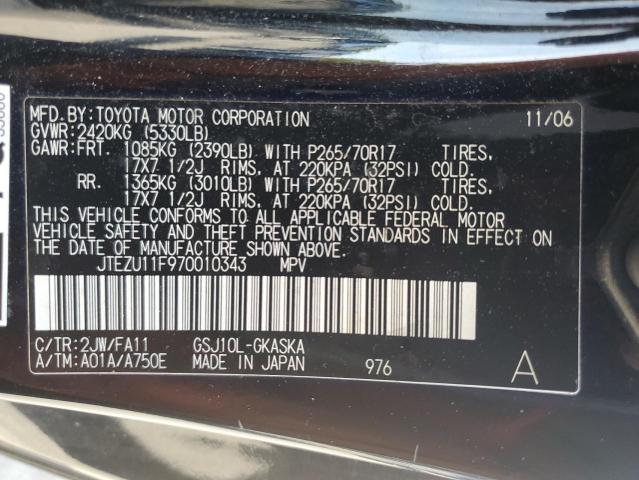 MFD.BY:TOYOTA MOTOR CORPORATION 11/06
GVWR:2420KG (5330LB)
GAWR:FRT. 1085KG (2390LB) WITH P265/70R17 TIRES,
17X7 1/2J RIMS, AT 220KPA (32PSI) COLD.
RR. 1365KG (3010LB) WITH P265/70R17 TIRES,
17X7 1/2J RIMS, AT 220KPA (32PSI) COLD.
THIS VEHICLE CONFORMS TO ALL APPLICABLE FEDERAL MOTOR
VEHICLE SAFETY AND THEFT PREVENTION STANDARDS IN EFFECT
ON THE DATE OF MANUFACTURE SHOWN ABOVE.
JTEZU11F970010343 MPV
C/TR:2JW/FA11 GSJ10L-GKASKA
A/TM:A01A/A750E MADE IN JAPAN 976 A